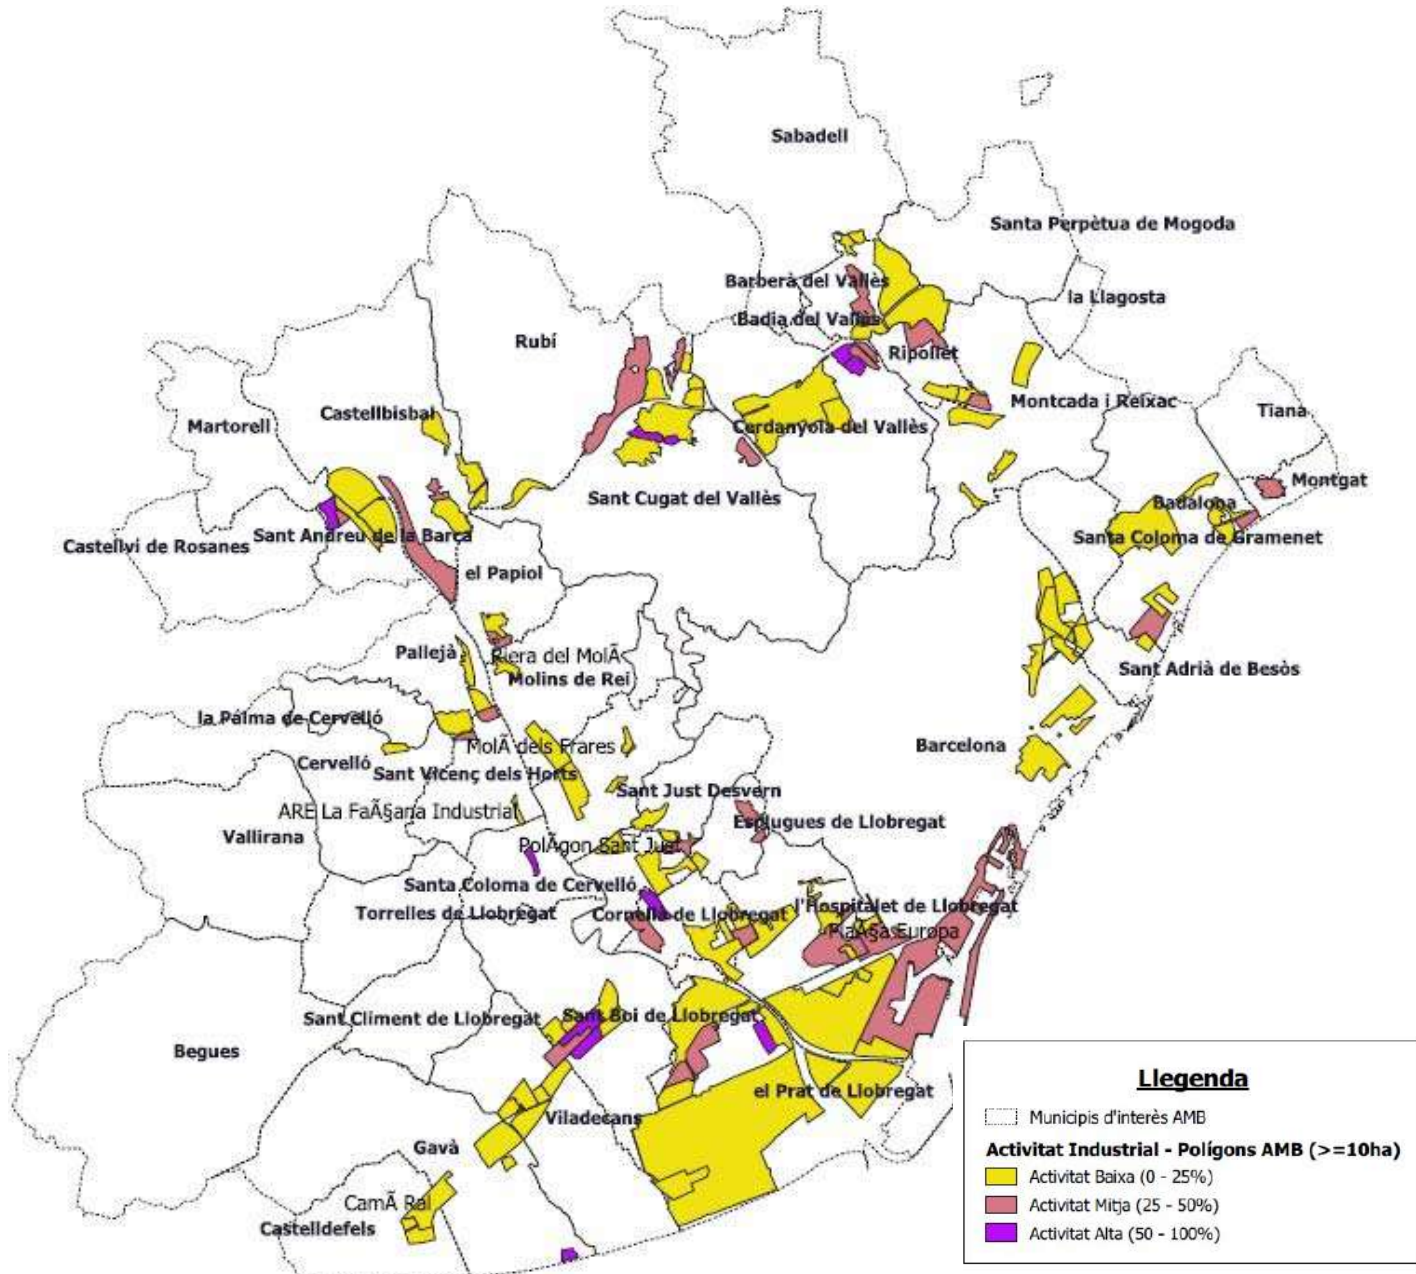 Sabadell
Santa Perpètua de Mogoda
Barberà del Vallès
la Llagosta
Badia del Vallès
Rubí
Ripollet
Castellbisbal
Montcada i Reixac
Tiana
Martorell
Cerdanyola del Vallès
Montgat
Sant Cugat del Vallès
Badalona
Sant Andreu de la Barca
Santa Coloma de Gramenet
Castellví de Rosanes
el Papiol
Pallejà
Riera del MolÃ
Molins de Rei
Sant Adrià de Besòs
la Palma de Cervelló
MolÃ dels Frares
Barcelona
Cervelló
Sant Vicenç dels Horts
Sant Just Desvern
ARE La FaÃ§ana Industrial
Esplugues de Llobregat
Vallirana
PolÃgon Sant Just
Santa Coloma de Cervelló
Torrelles de Llobregat
Cornellà de Llobregat
l'Hospitalet de Llobregat
PlaÃ§a Europa
Sant Climent de Llobregat
Sant Boi de Llobregat
Begues
el Prat de Llobregat
Viladecans
Gavà
CamÃ Ral
Castelldefels
Llegenda
Municipis d'interès AMB
Activitat Industrial - Polígons AMB (>=10ha)
Activitat Baixa (0 - 25%)
Activitat Mitja (25 - 50%)
Activitat Alta (50 - 100%)